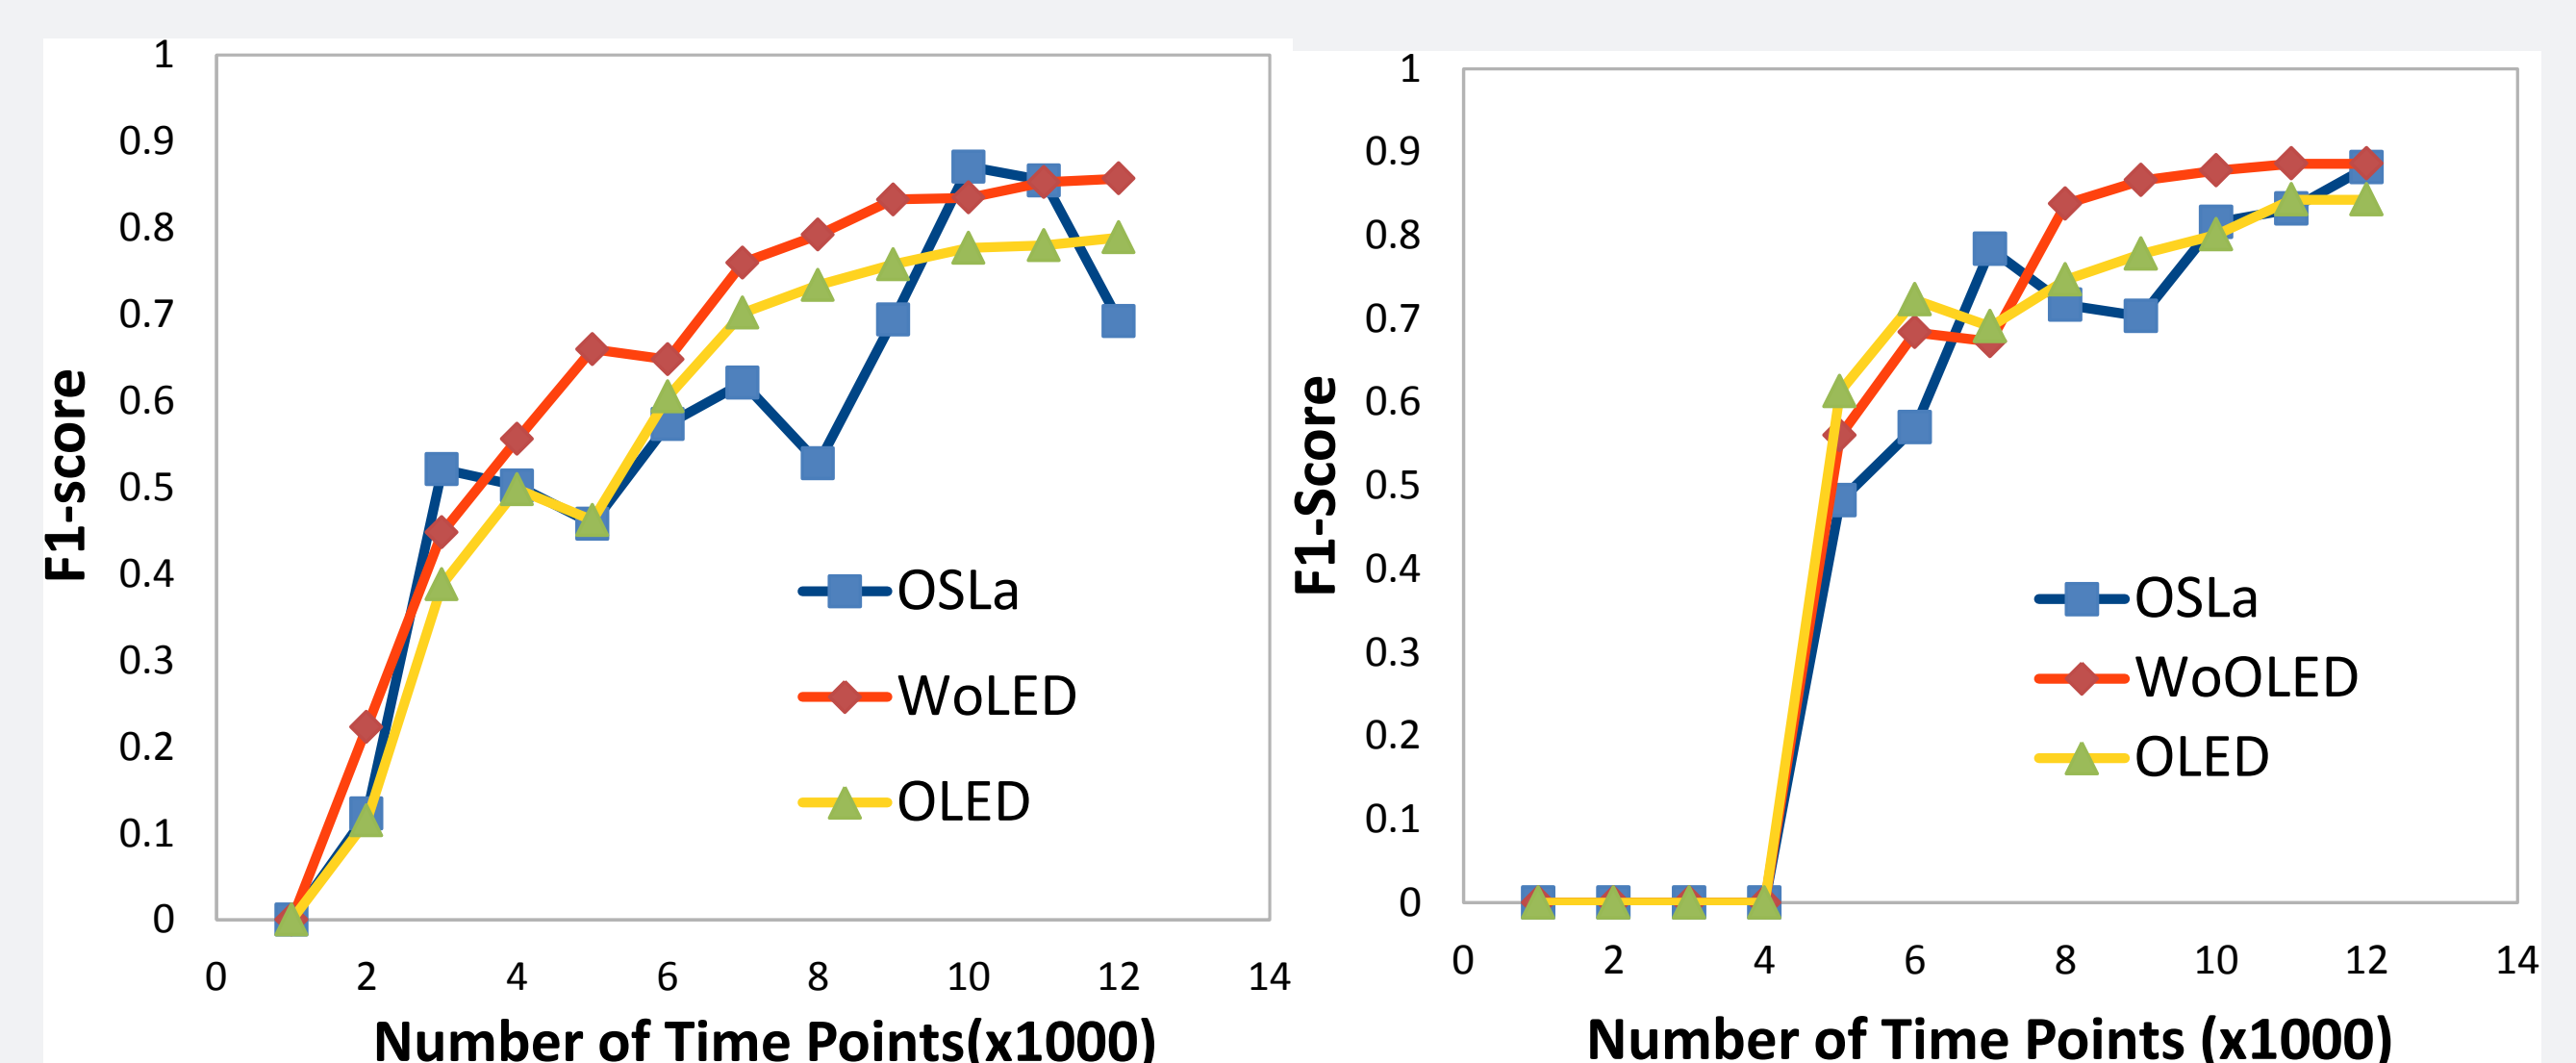 1
0.9
0.8
0.7
0.6
0.5
0.4
0.3
0.2
0.1
0
F1-score
OSLa
WoLED
OLED
0 2 4 6 8 10 12 14
Number of Time Points(x1000)
1
0.9
0.8
0.7
0.6
0.5
0.4
0.3
0.2
0.1
0
F1-Score
OSLa
WoOLED
OLED
0 2 4 6 8 10 12 14
Number of Time Points (x1000)